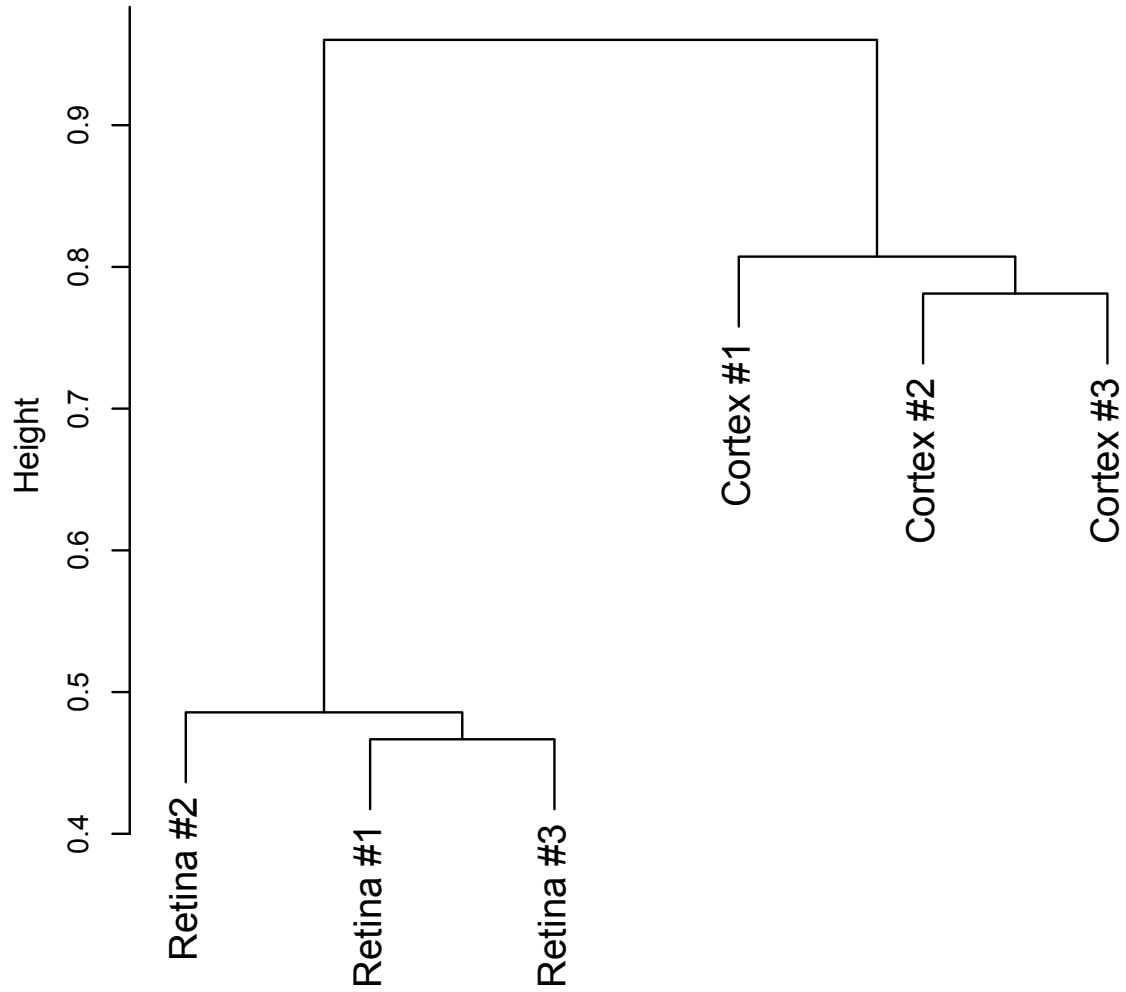 Height
0.9
0.8
0.7
0.6
0.5
0.4
Retina #2
Retina #1
Retina #3
Cortex #1
Cortex #2
Cortex #3